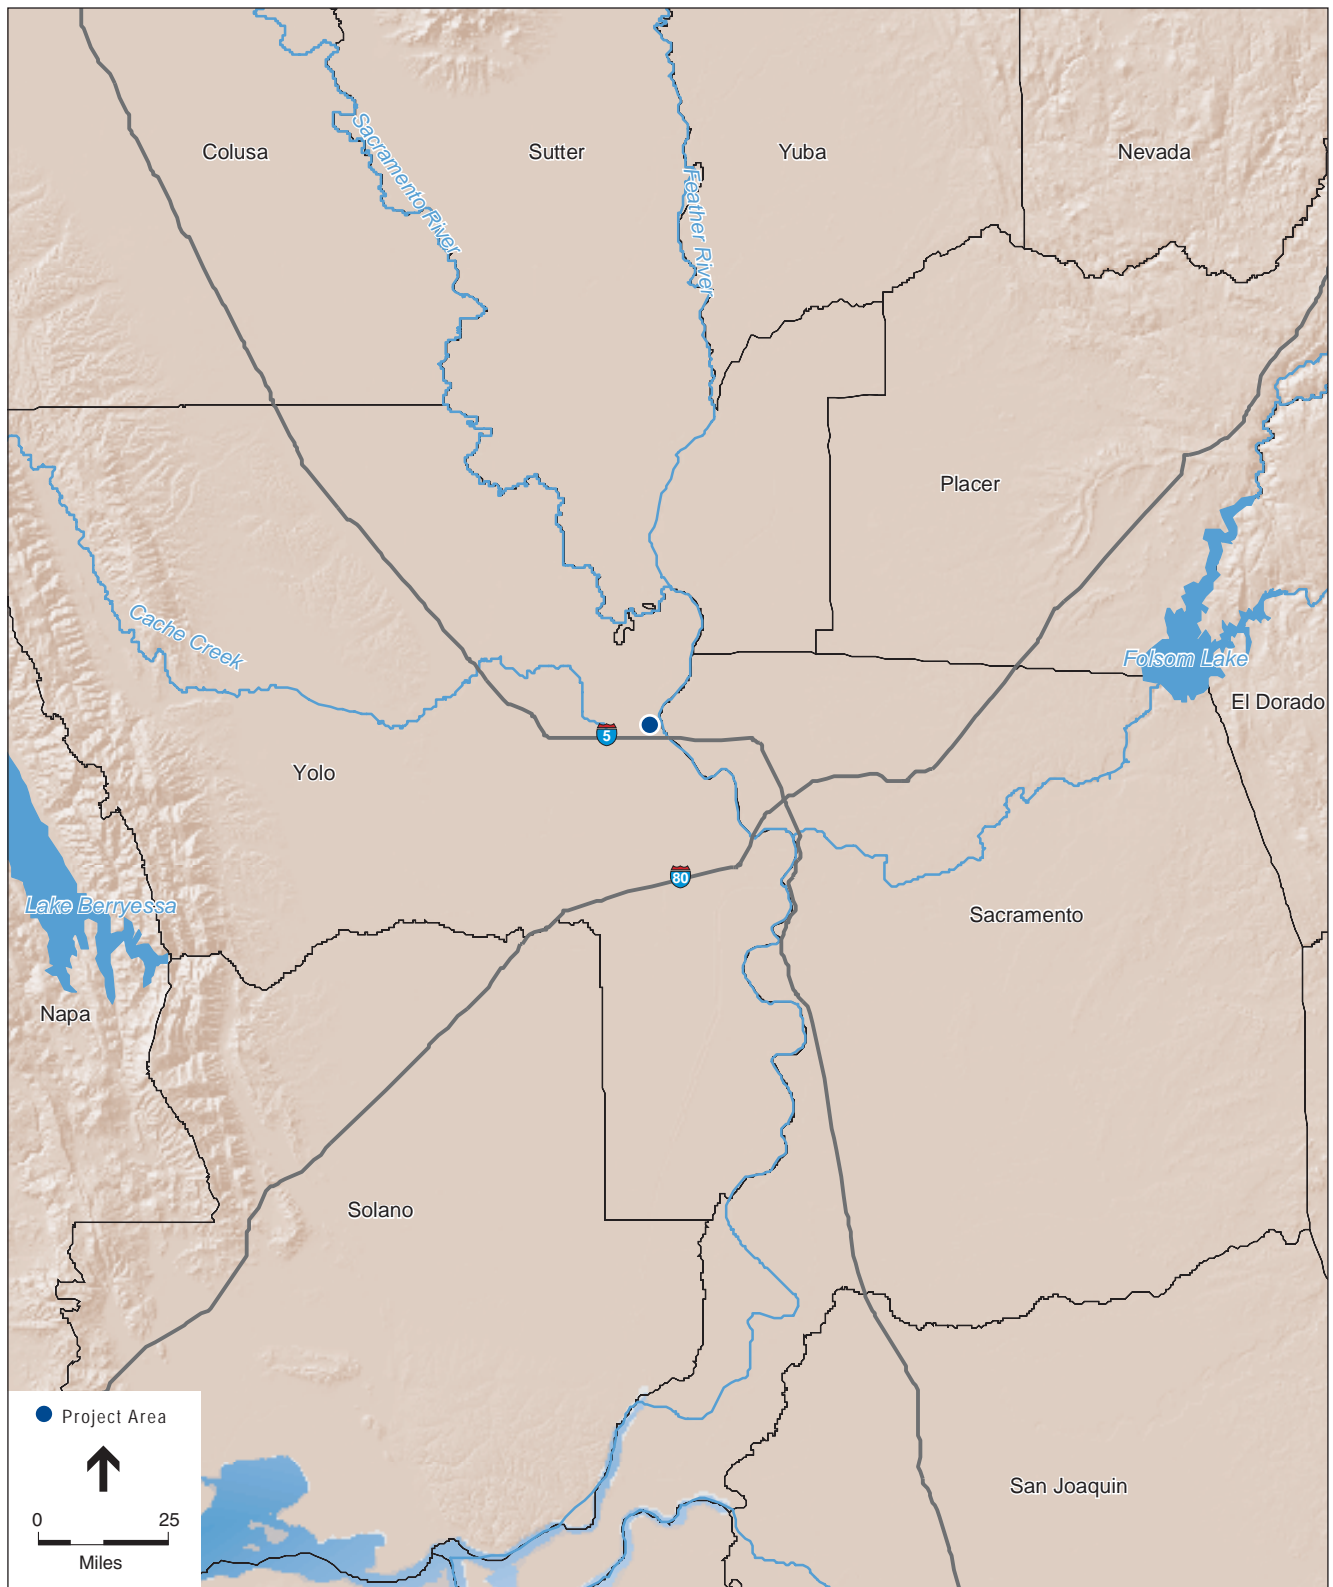 Colusa
Sutter
Yuba
Nevada
Sacramento River
Feather River
Placer
Cache Creek
Folsom Lake
El Dorado
5
Yolo
80
Lake Berryessa
Sacramento
Napa
Solano
Project Area
San Joaquin
0 25
Miles